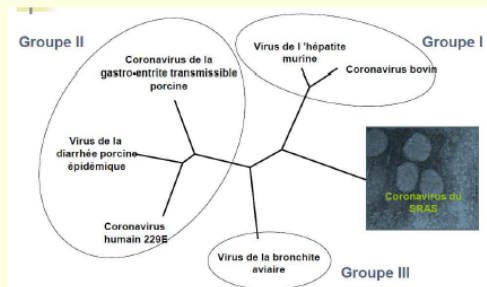 Groupe II
Coronavirus de la
gastro-entrite transmissible
porcine
Virus de l 'hépatite
murine
Groupe I
Coronavirus bovin
Virus de la
diarrhée porcine
épidémique
Coronavirus du
SRAS
Coronavirus
humain 229E
Virus de la bronchite
aviaire
Groupe III